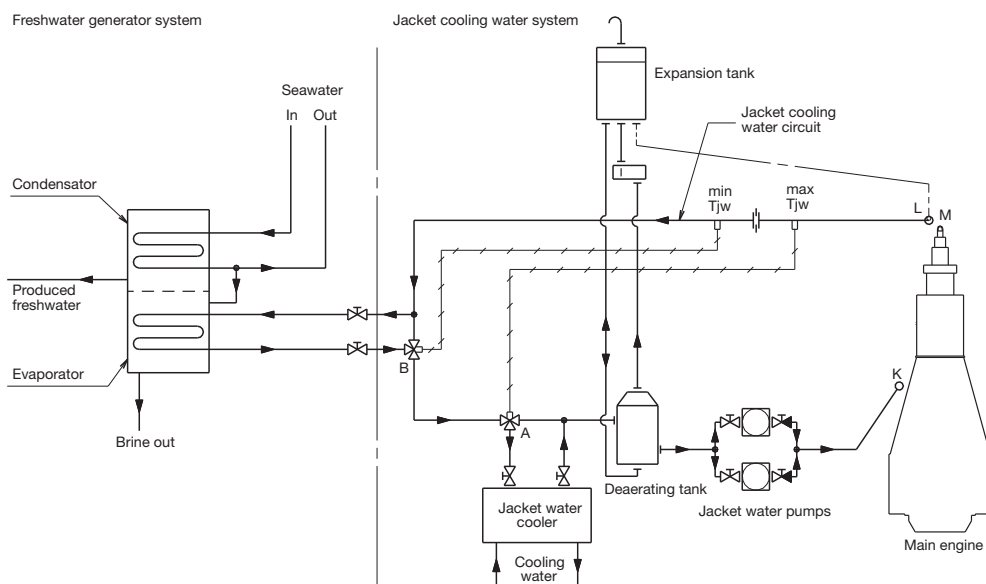 Freshwater generator system
Jacket cooling water system
Seawater
In Out
Expansion tank
Jacket cooling
water circuit
Condensator
min
Tjw
max
Tjw
L
M
Produced
freshwater
B
Evaporator
K
A
Brine out
Deaerating tank
Jacket water
cooler
Jacket water pumps
Main engine
Cooling
water